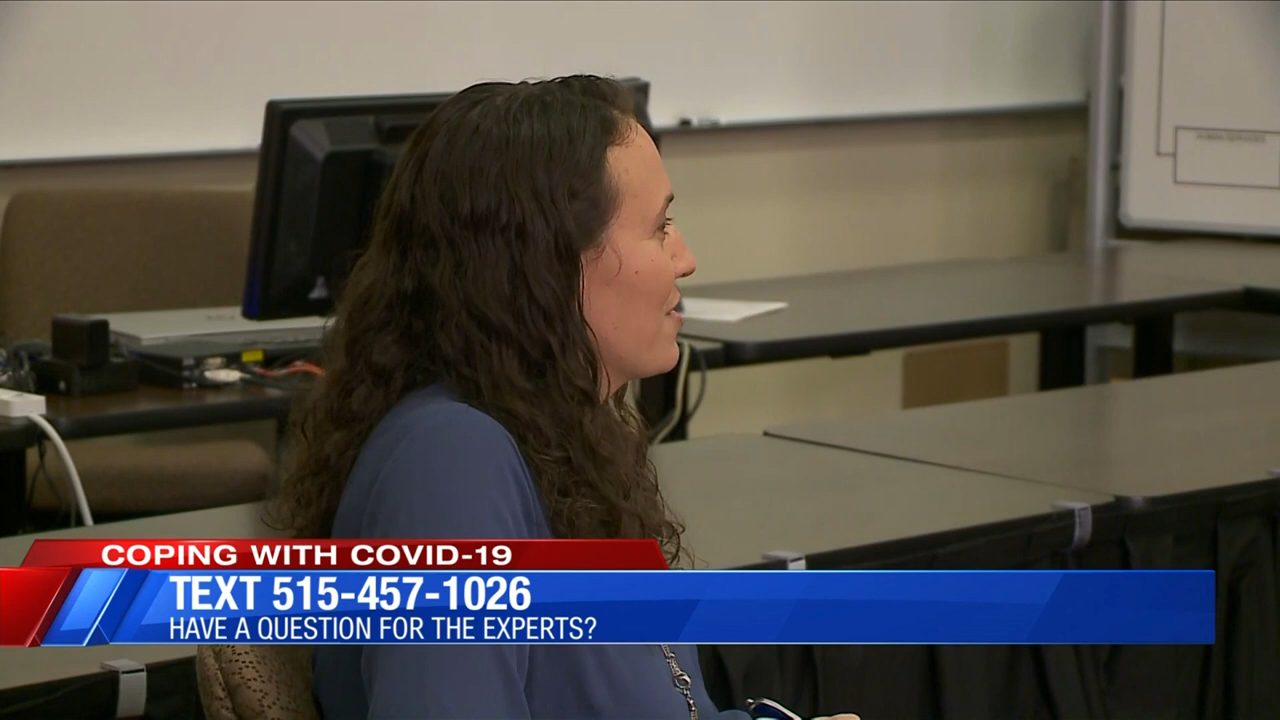 COPING WITH COVID-19
TEXT 515-457-1026
HAVE A QUESTION FOR THE EXPERTS?